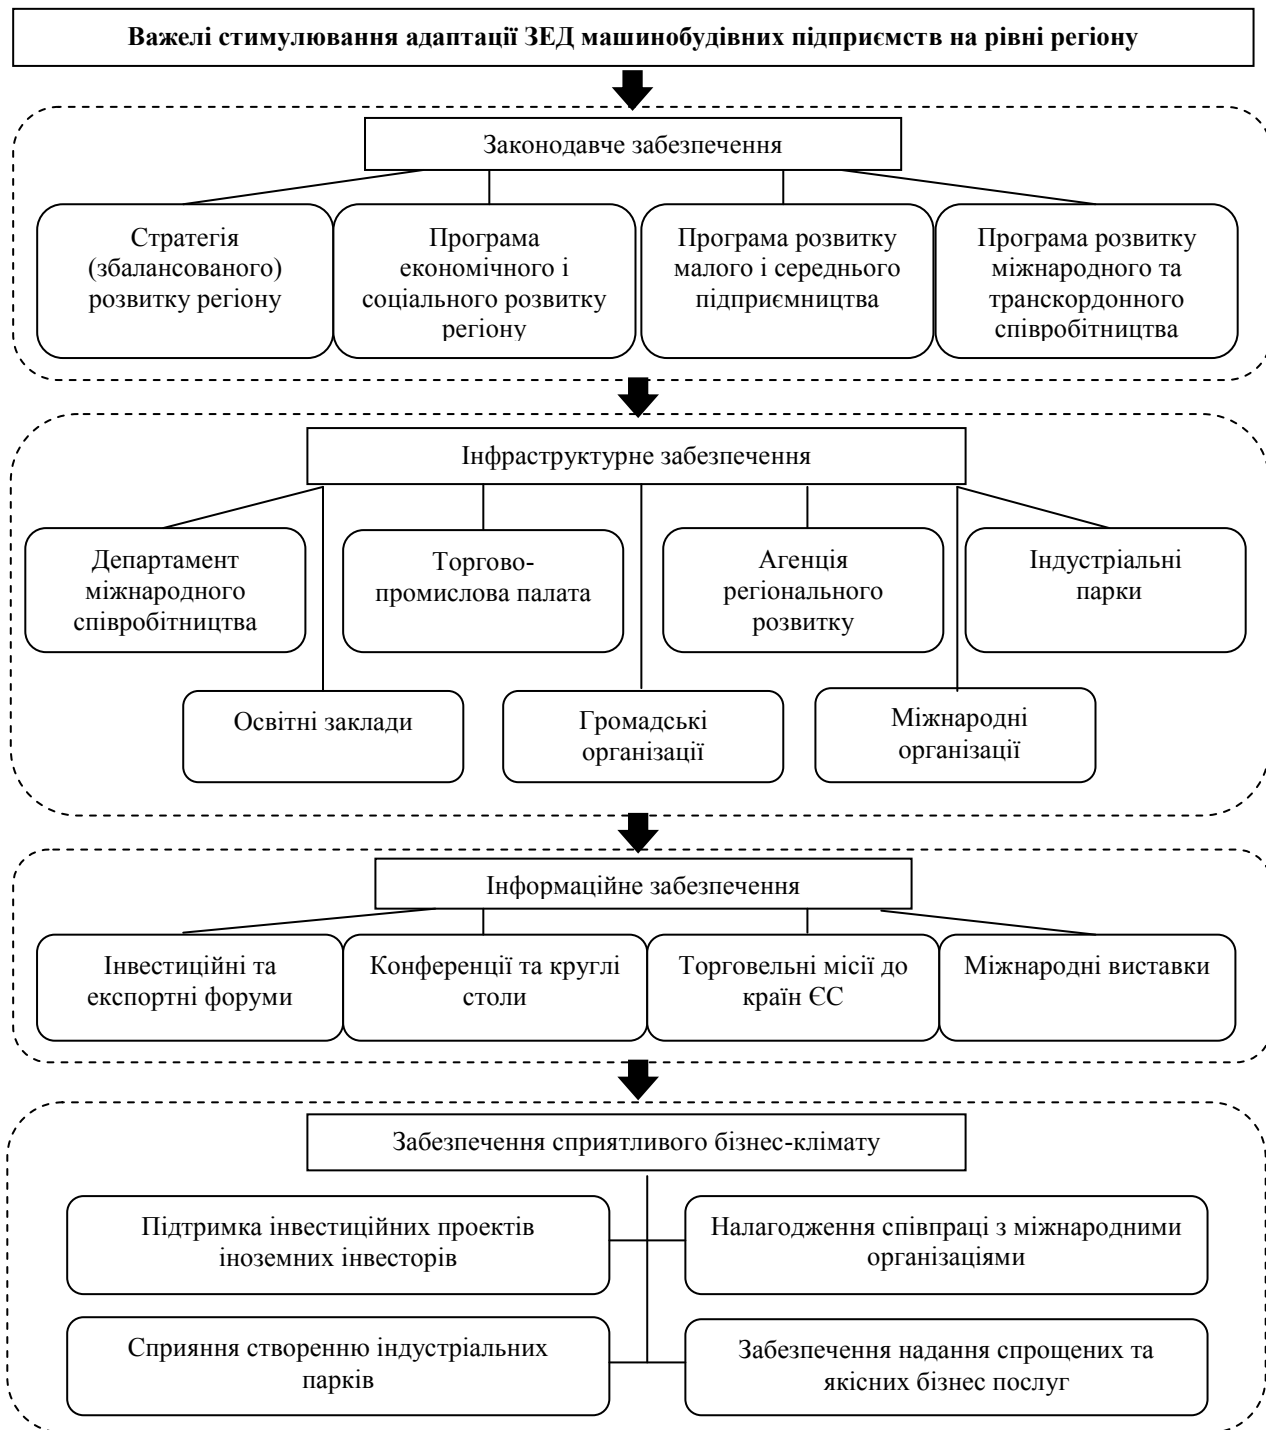 Важелі стимулювання адаптації ЗЕД машинобудівних підприємств на рівні регіону
Законодавче забезпечення
Стратегія
(збалансованого)
розвитку регіону
Програма
економічного і
соціального розвитку
регіону
Програма розвитку
малого і середнього
підприємництва
Програма розвитку
міжнародного та
транскордонного
співробітництва
Інфраструктурне забезпечення
Департамент
міжнародного
співробітництва
Торгово-
промислова палата
Агенція
регіонального
розвитку
Індустріальні
парки
Освітні заклади
Громадські
організації
Міжнародні
організації
Інформаційне забезпечення
Інвестиційні та
експортні форуми
Конференції та круглі
столи
Торговельні місії до
країн ЄС
Міжнародні виставки
Забезпечення сприятливого бізнес-клімату
Підтримка інвестиційних проектів
іноземних інвесторів
Налагодження співпраці з міжнародними
організаціями
Сприяння створенню індустріальних
парків
Забезпечення надання спрощених та
якісних бізнес послуг